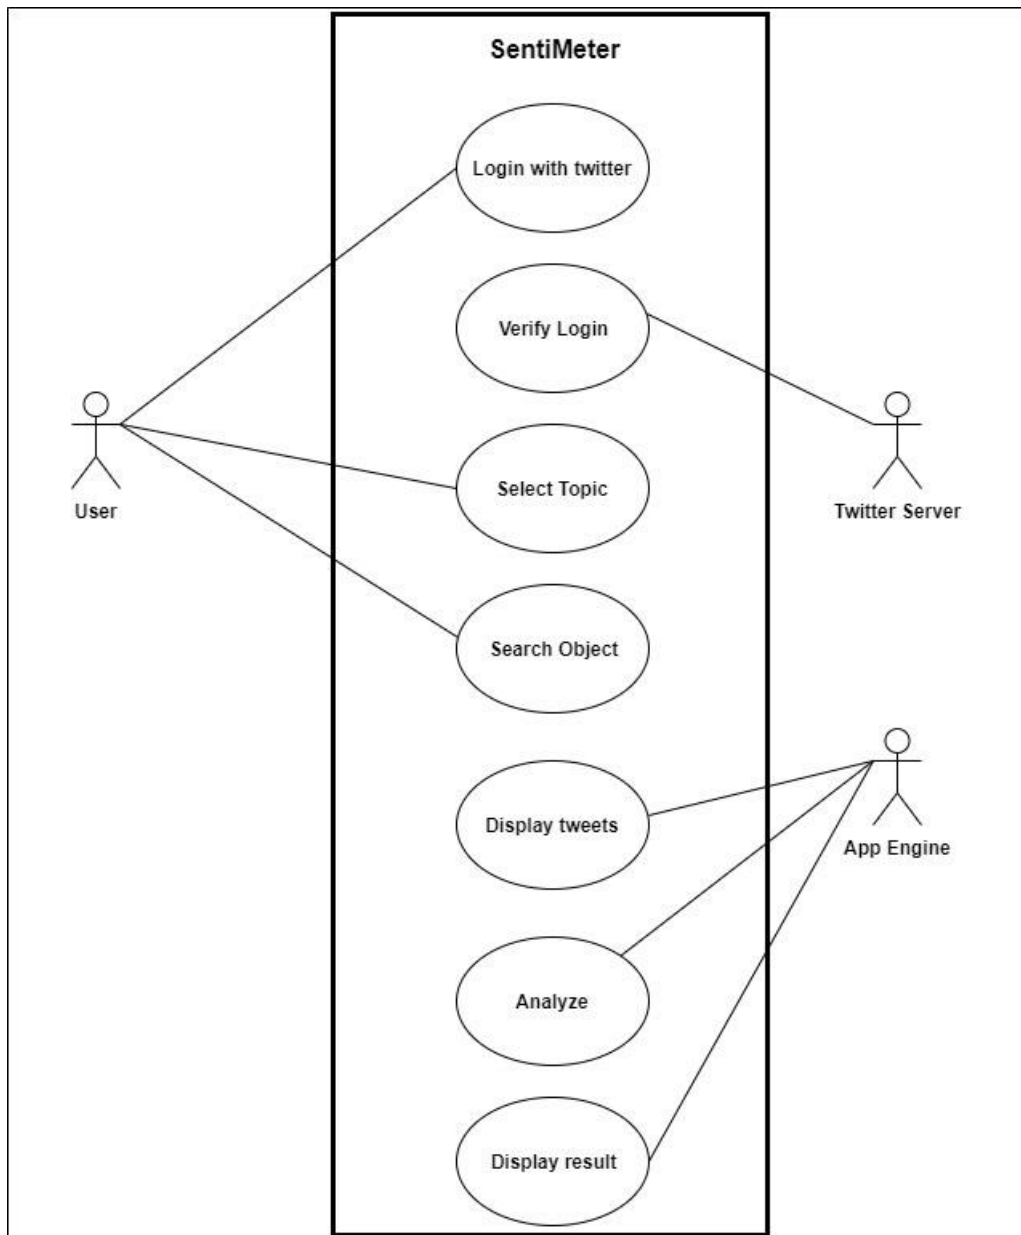 SentiMeter
Login with twitter
Verify Login
User
Select Topic
Twitter Server
Search Object
Display tweets
App Engine
Analyze
Display result